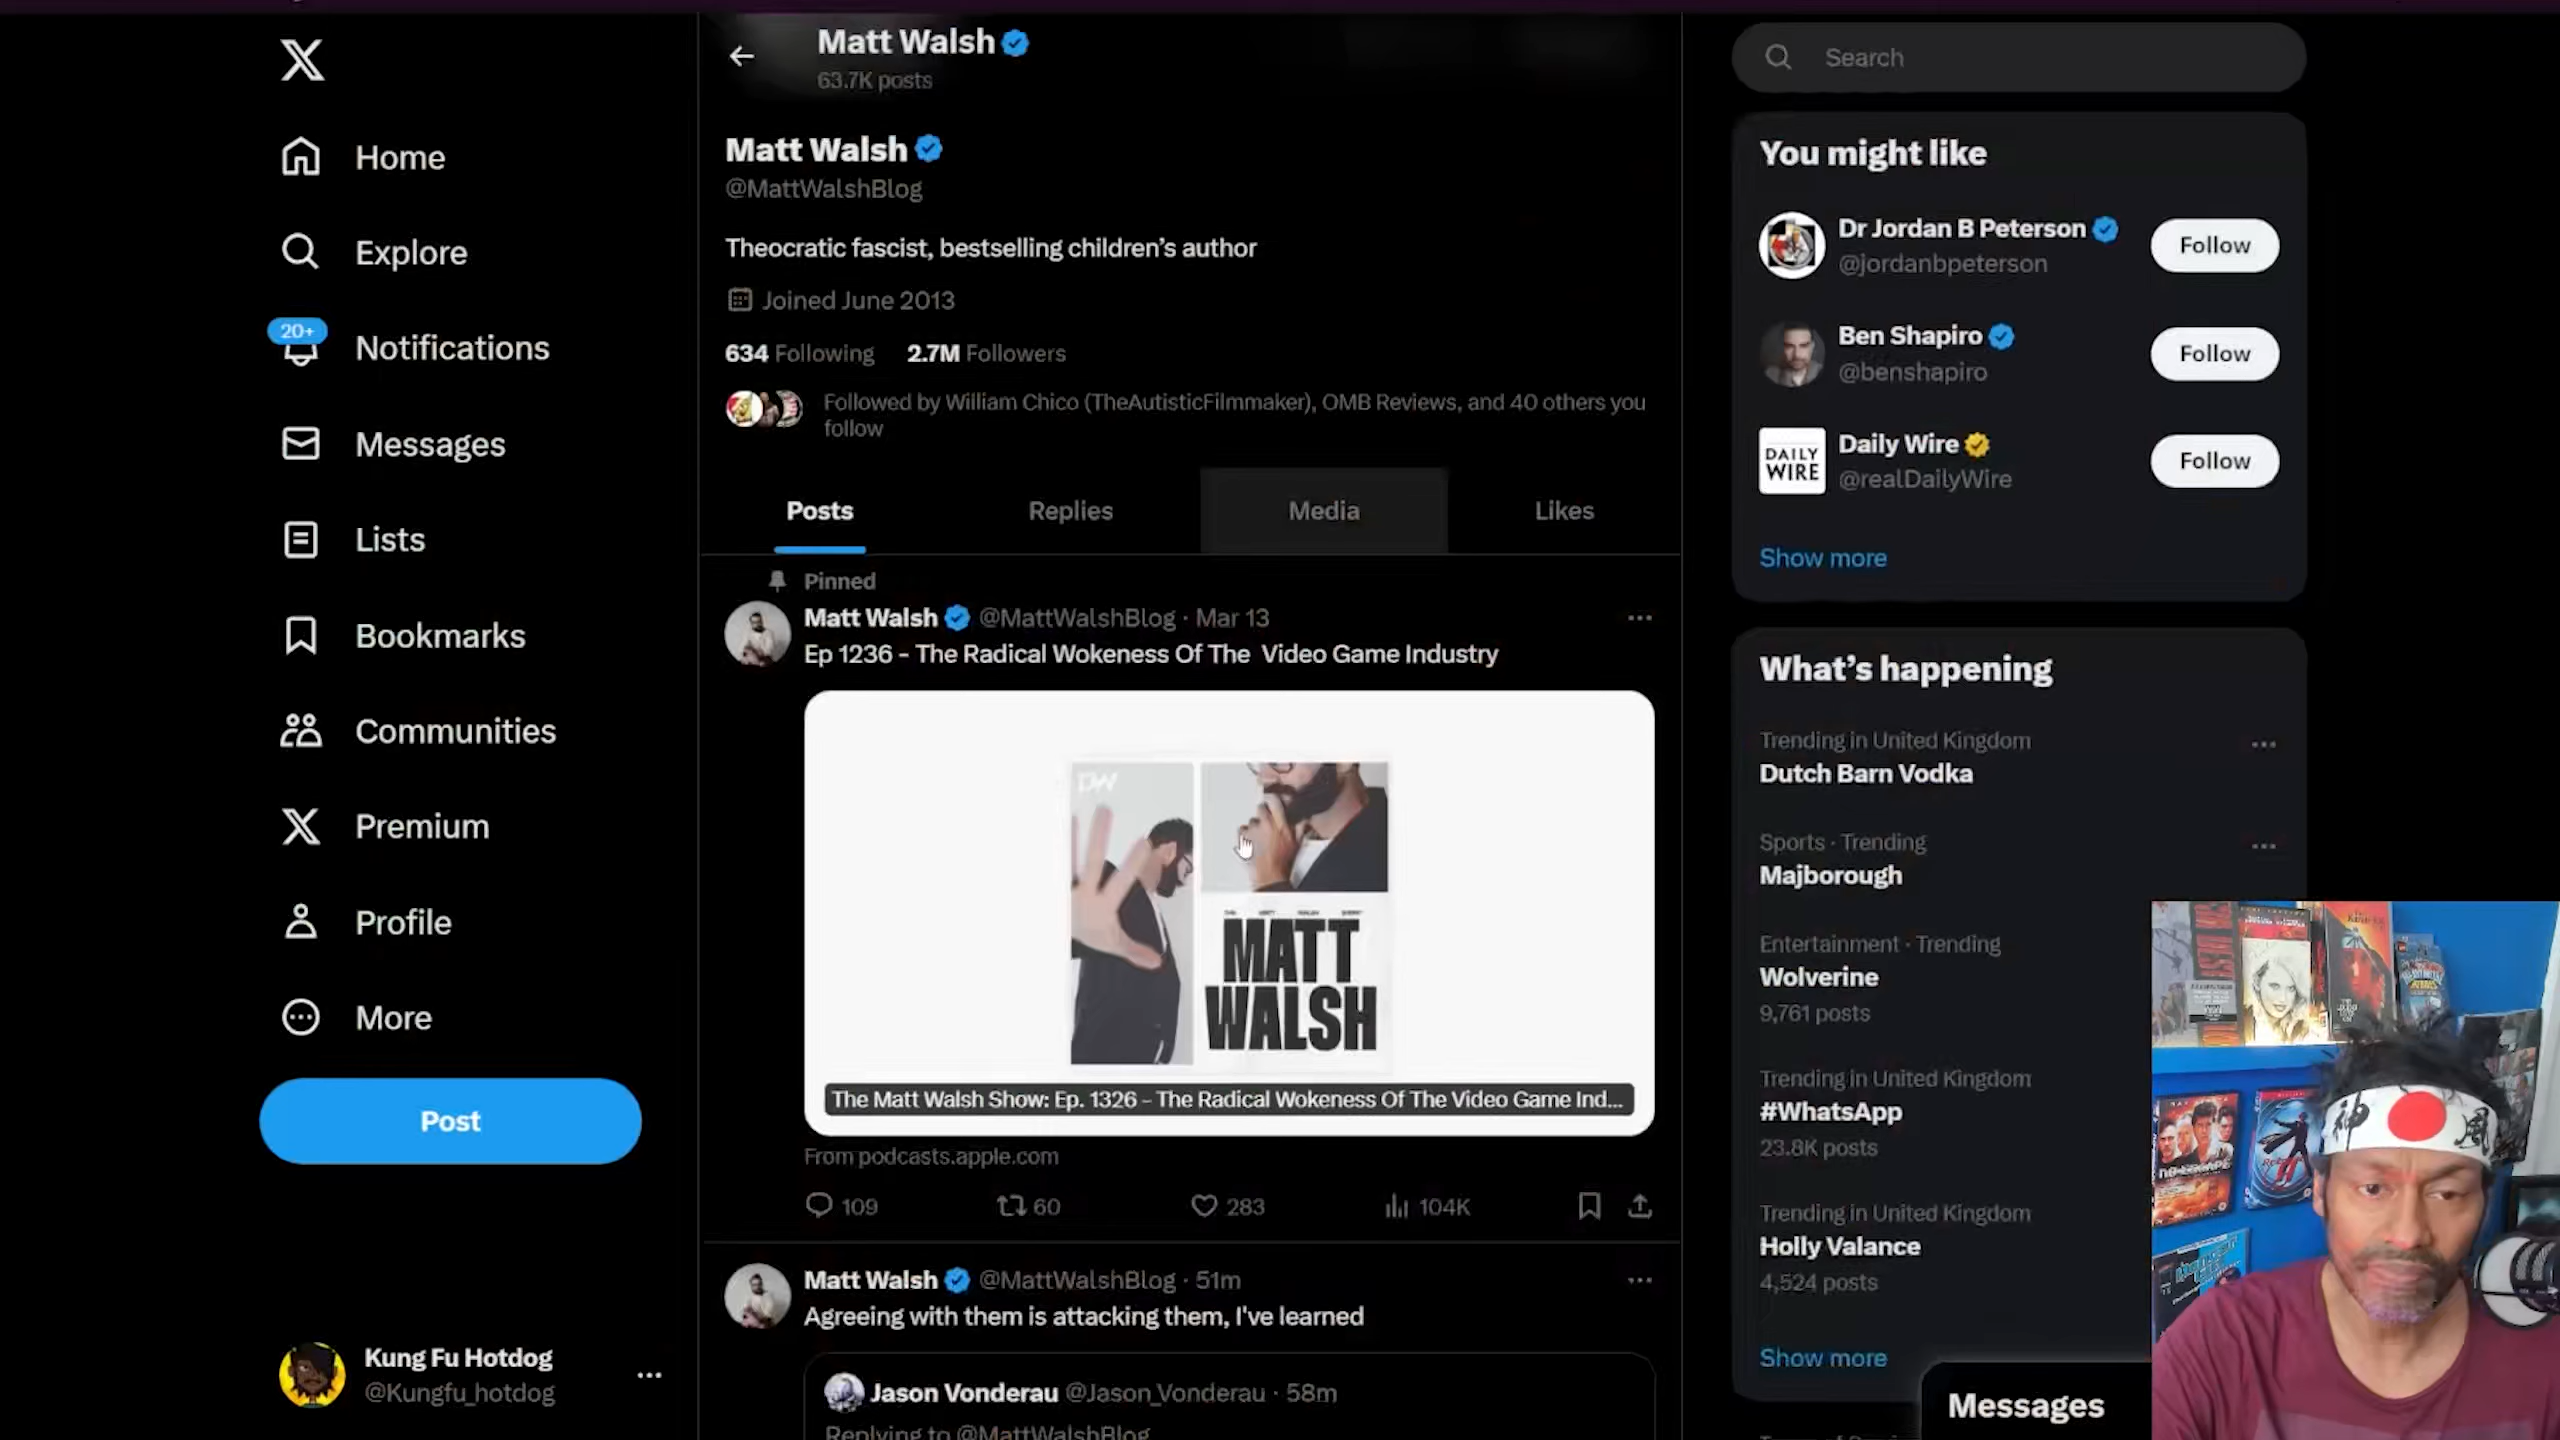 Matt Walsh
63.7K posts
Home
Explore
20+
Notifications
Messages
Lists
Bookmarks
Communities
Premium
Profile
More
Post
Kung Fu Hotdog
@Kungfu_hotdog
Matt Walsh
@MattWalshBlog
Theocratic fascist, bestselling children's author
Joined June 2013
634 Following 2.7M Followers
Followed by William Chico (TheAutisticFilmmaker), OMB Reviews, and 40 others you
follow
Posts Replies Media Likes
Pinned
Matt Walsh @MattWalshBlog · Mar 13
Ep 1236 - The Radical Wokeness Of The Video Game Industry
DW
MATT
WALSH
The Matt Walsh Show: Ep. 1326 - The Radical Wokeness Of The Video Game Ind...
From podcasts.apple.com
109 60 283 104K
Matt Walsh @MattWalshBlog · 51m
Agreeing with them is attacking them, I've learned
Jason Vonderau @Jason_Vonderau · 58m
Replying to @MattWalshBlog
Search
You might like
Dr Jordan B Peterson
@jordanbpeterson
Follow
Ben Shapiro
@benshapiro
Follow
DAILY
WIRE
Daily Wire
@realDailyWire
Follow
Show more
What's happening
Trending in United Kingdom
Dutch Barn Vodka
Sports · Trending
Majborough
Entertainment · Trending
Wolverine
9,761 posts
Trending in United Kingdom
#WhatsApp
23.8K posts
Trending in United Kingdom
Holly Valance
4,524 posts
Show more
Messages
NO ESCAPE
神 風